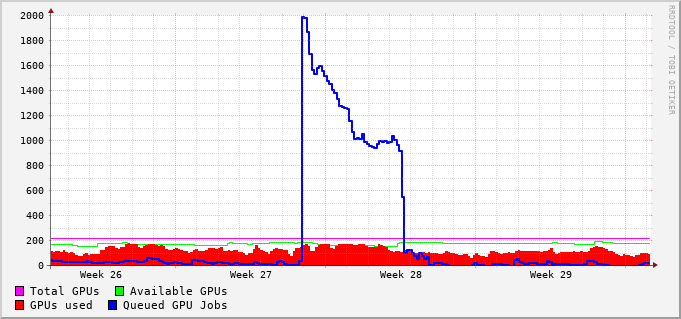 2000
1800
1600
1400
1200
1000
800
600
400
200
0
Week 26 Week 27 Week 28 Week 29
Total GPUs Available GPUs
GPUs used Queued GPU Jobs
RRDTOOL / TOBI OETIKER